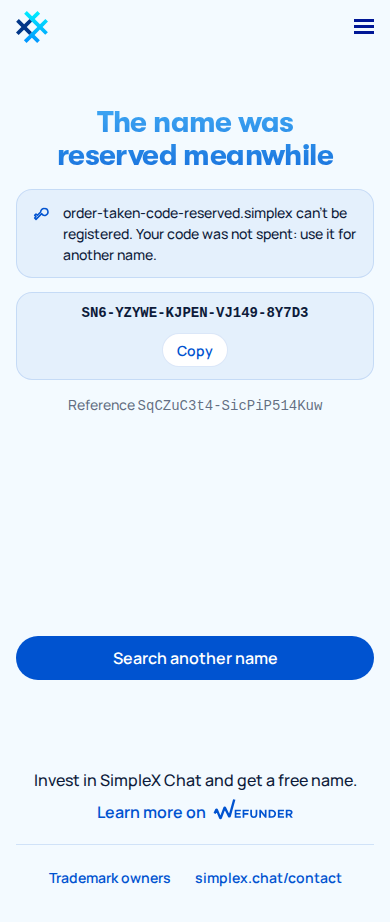 The name was
reserved meanwhile
order-taken-code-reserved.simplex can't be
registered. Your code was not spent: use it for
another name.
SN6-YZYWE-KJPEN-VJ149-8Y7D3
Copy
Reference SqCZuC3t4-SicPiP514Kuw
Search another name
Invest in SimpleX Chat and get a free name.
Learn more on WEFUNDER
Trademark owners simplex.chat/contact